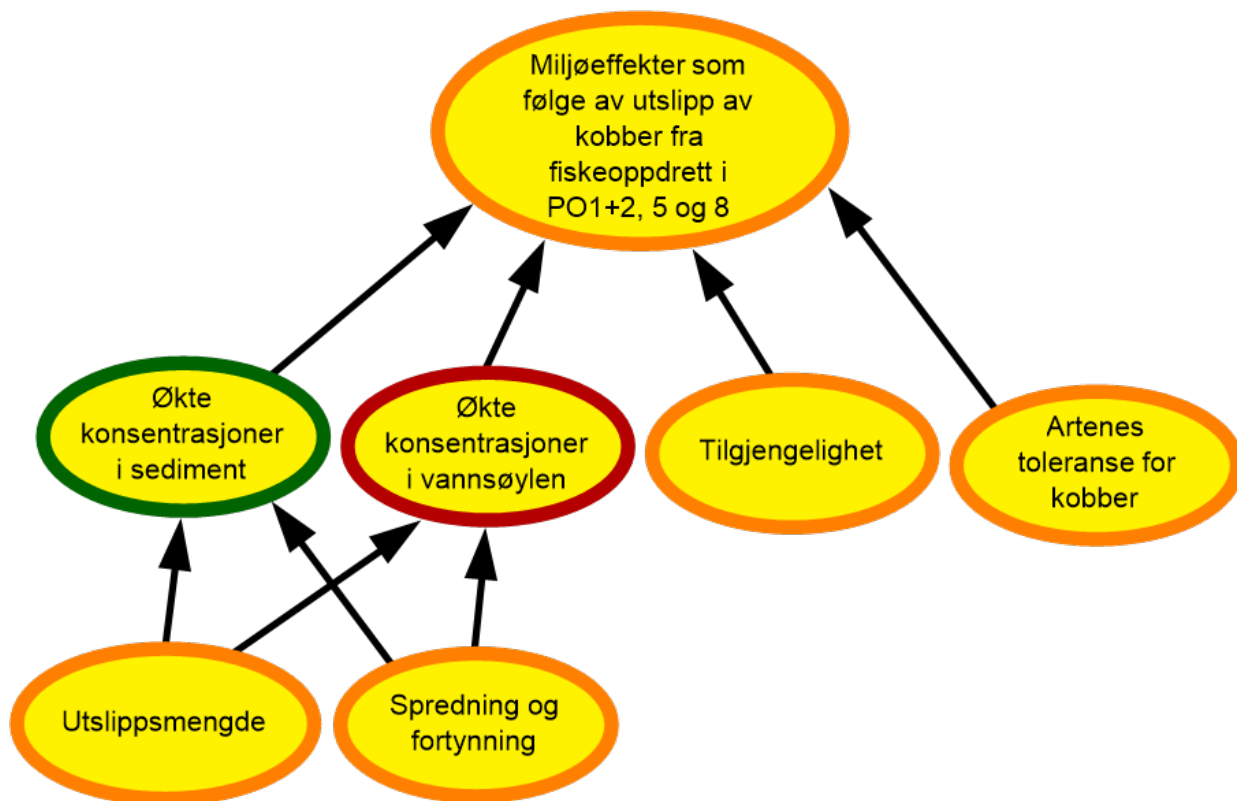 Miljøeffekter som
følge av utslipp av
kobber fra
fiskeoppdrett i
PO1+2, 5 og 8
Økte
konsentrasjoner
i sediment
Økte
konsentrasjoner
i vannsøylen
Tilgjengelighet
Artenes
toleranse for
kobber
Utslippsmengde
Spredning og
fortynning